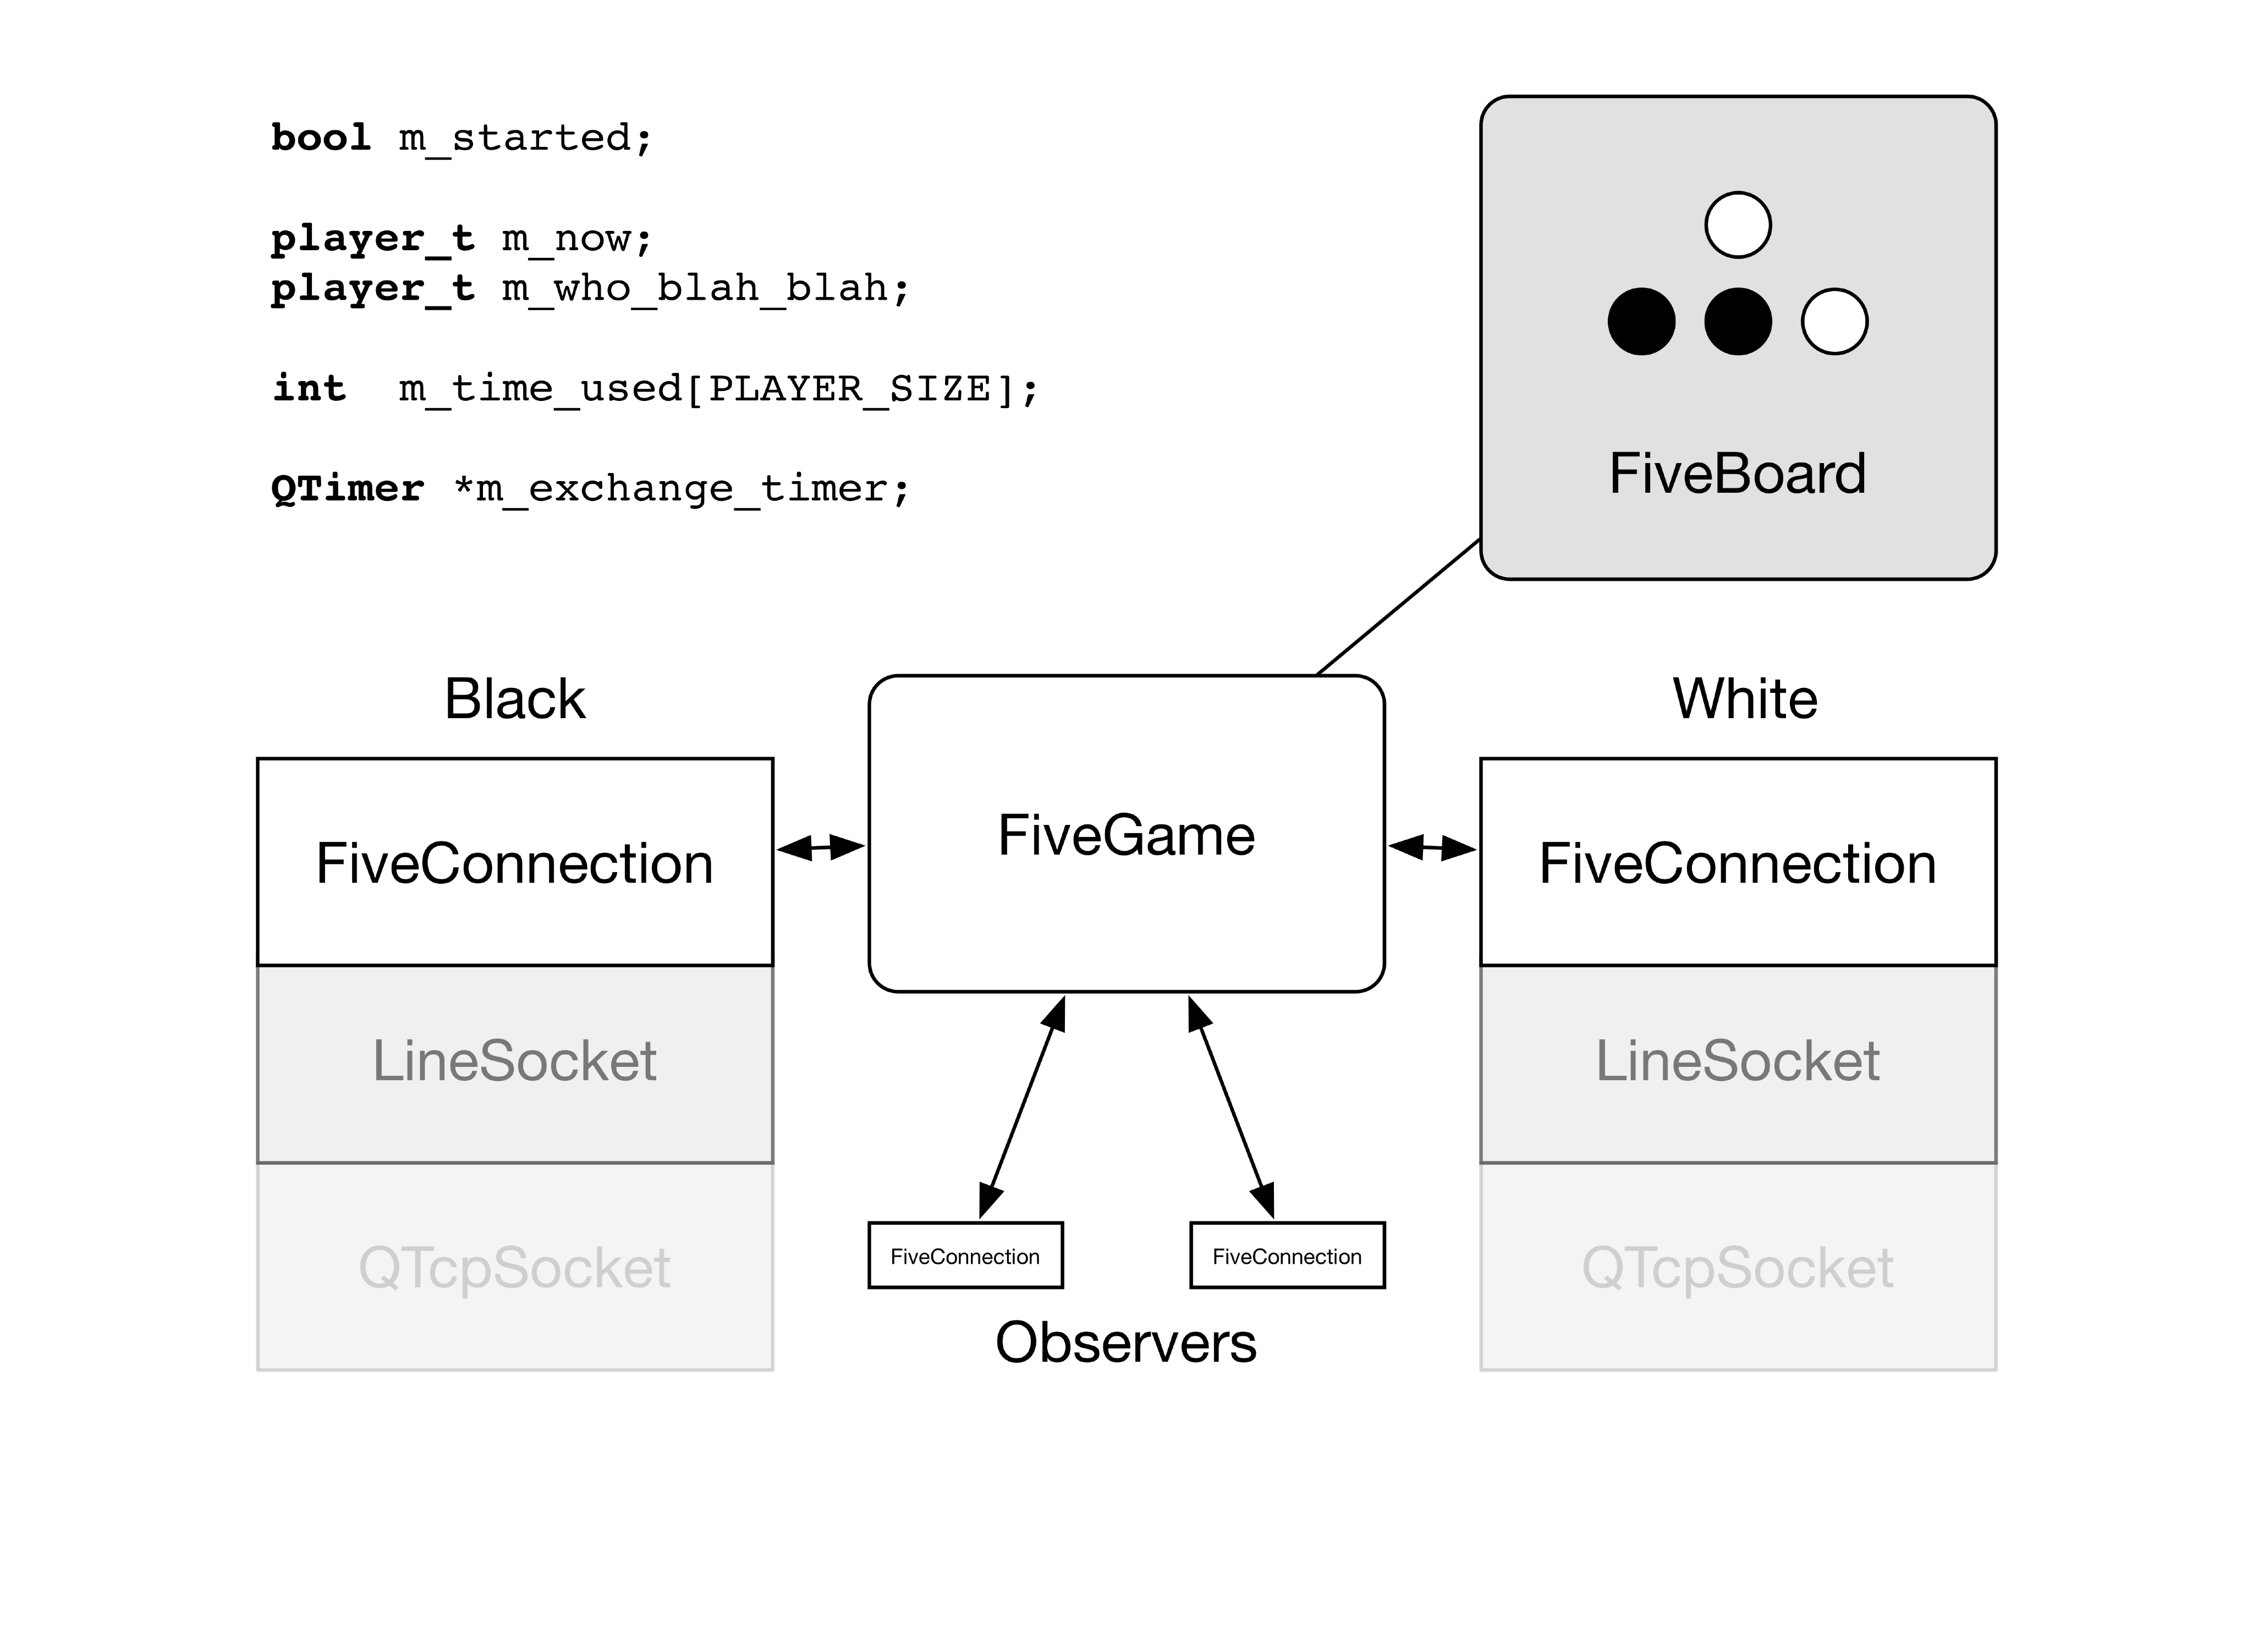 bool m_started;
player_t m_now;
player_t m_who_blah_blah;
int  m_time_used[PLAYER_SIZE];
QTimer *m_exchange_timer;
FiveBoard
Black
White
FiveConnection
FiveGame
FiveConnection
LineSocket
LineSocket
QTcpSocket
QTcpSocket
FiveConnection
FiveConnection
Observers